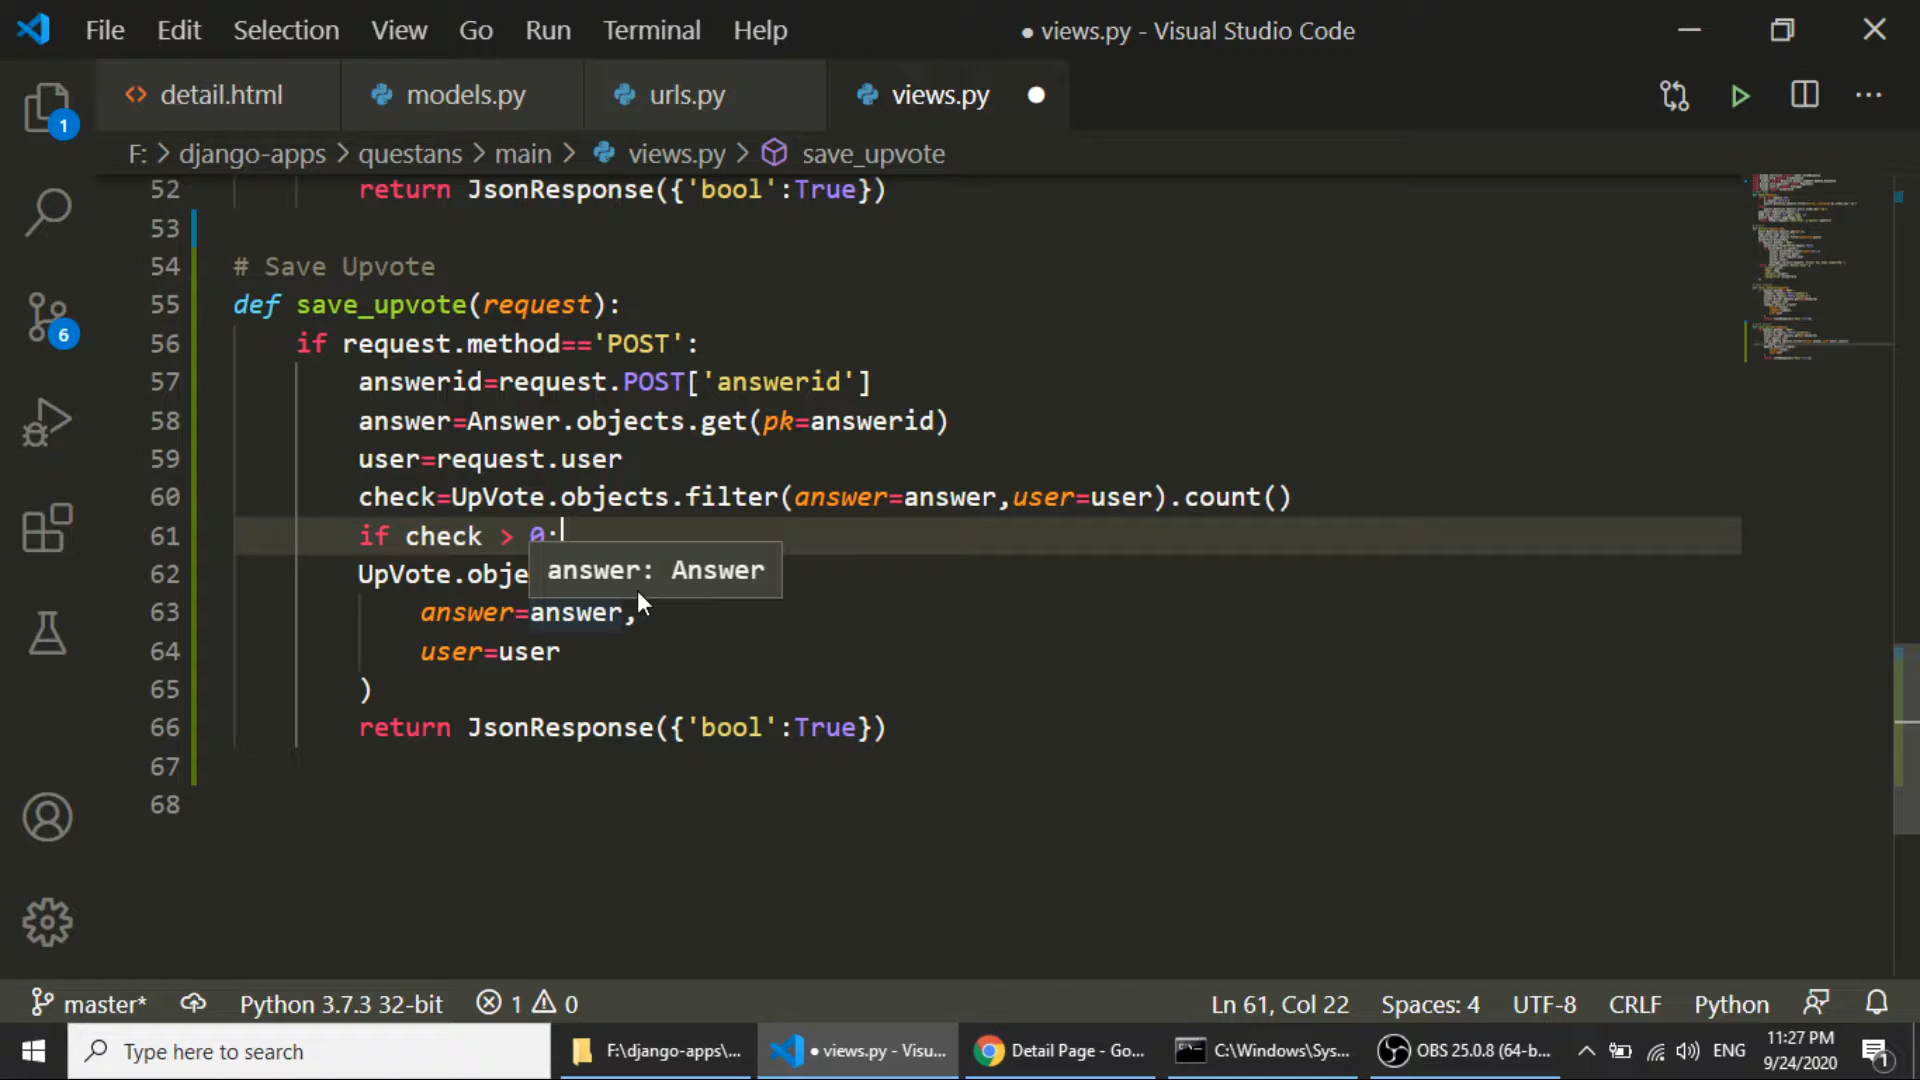 File Edit Selection View Go Run Terminal Help
● views.py - Visual Studio Code
detail.html models.py urls.py views.py
F: > django-apps > questans > main > views.py > save_upvote
52 return JsonResponse({'bool':True})
53
54 # Save Upvote
55 def save_upvote(request):
56 if request.method=='POST':
57 answerid=request.POST['answerid']
58 answer=Answer.objects.get(pk=answerid)
59 user=request.user
60 check=UpVote.objects.filter(answer=answer,user=user).count()
61 if check > 0:
62 UpVote.obje
answer: Answer
63 answer=answer,
64 user=user
65 )
66 return JsonResponse({'bool':True})
67
68
1
6
master* Python 3.7.3 32-bit 1 0 Ln 61, Col 22 Spaces: 4 UTF-8 CRLF Python
Type here to search F:\django-apps\... ● views.py - Visu... Detail Page - Go... C:\Windows\Sys... OBS 25.0.8 (64-b... ENG 11:27 PM
9/24/2020
1